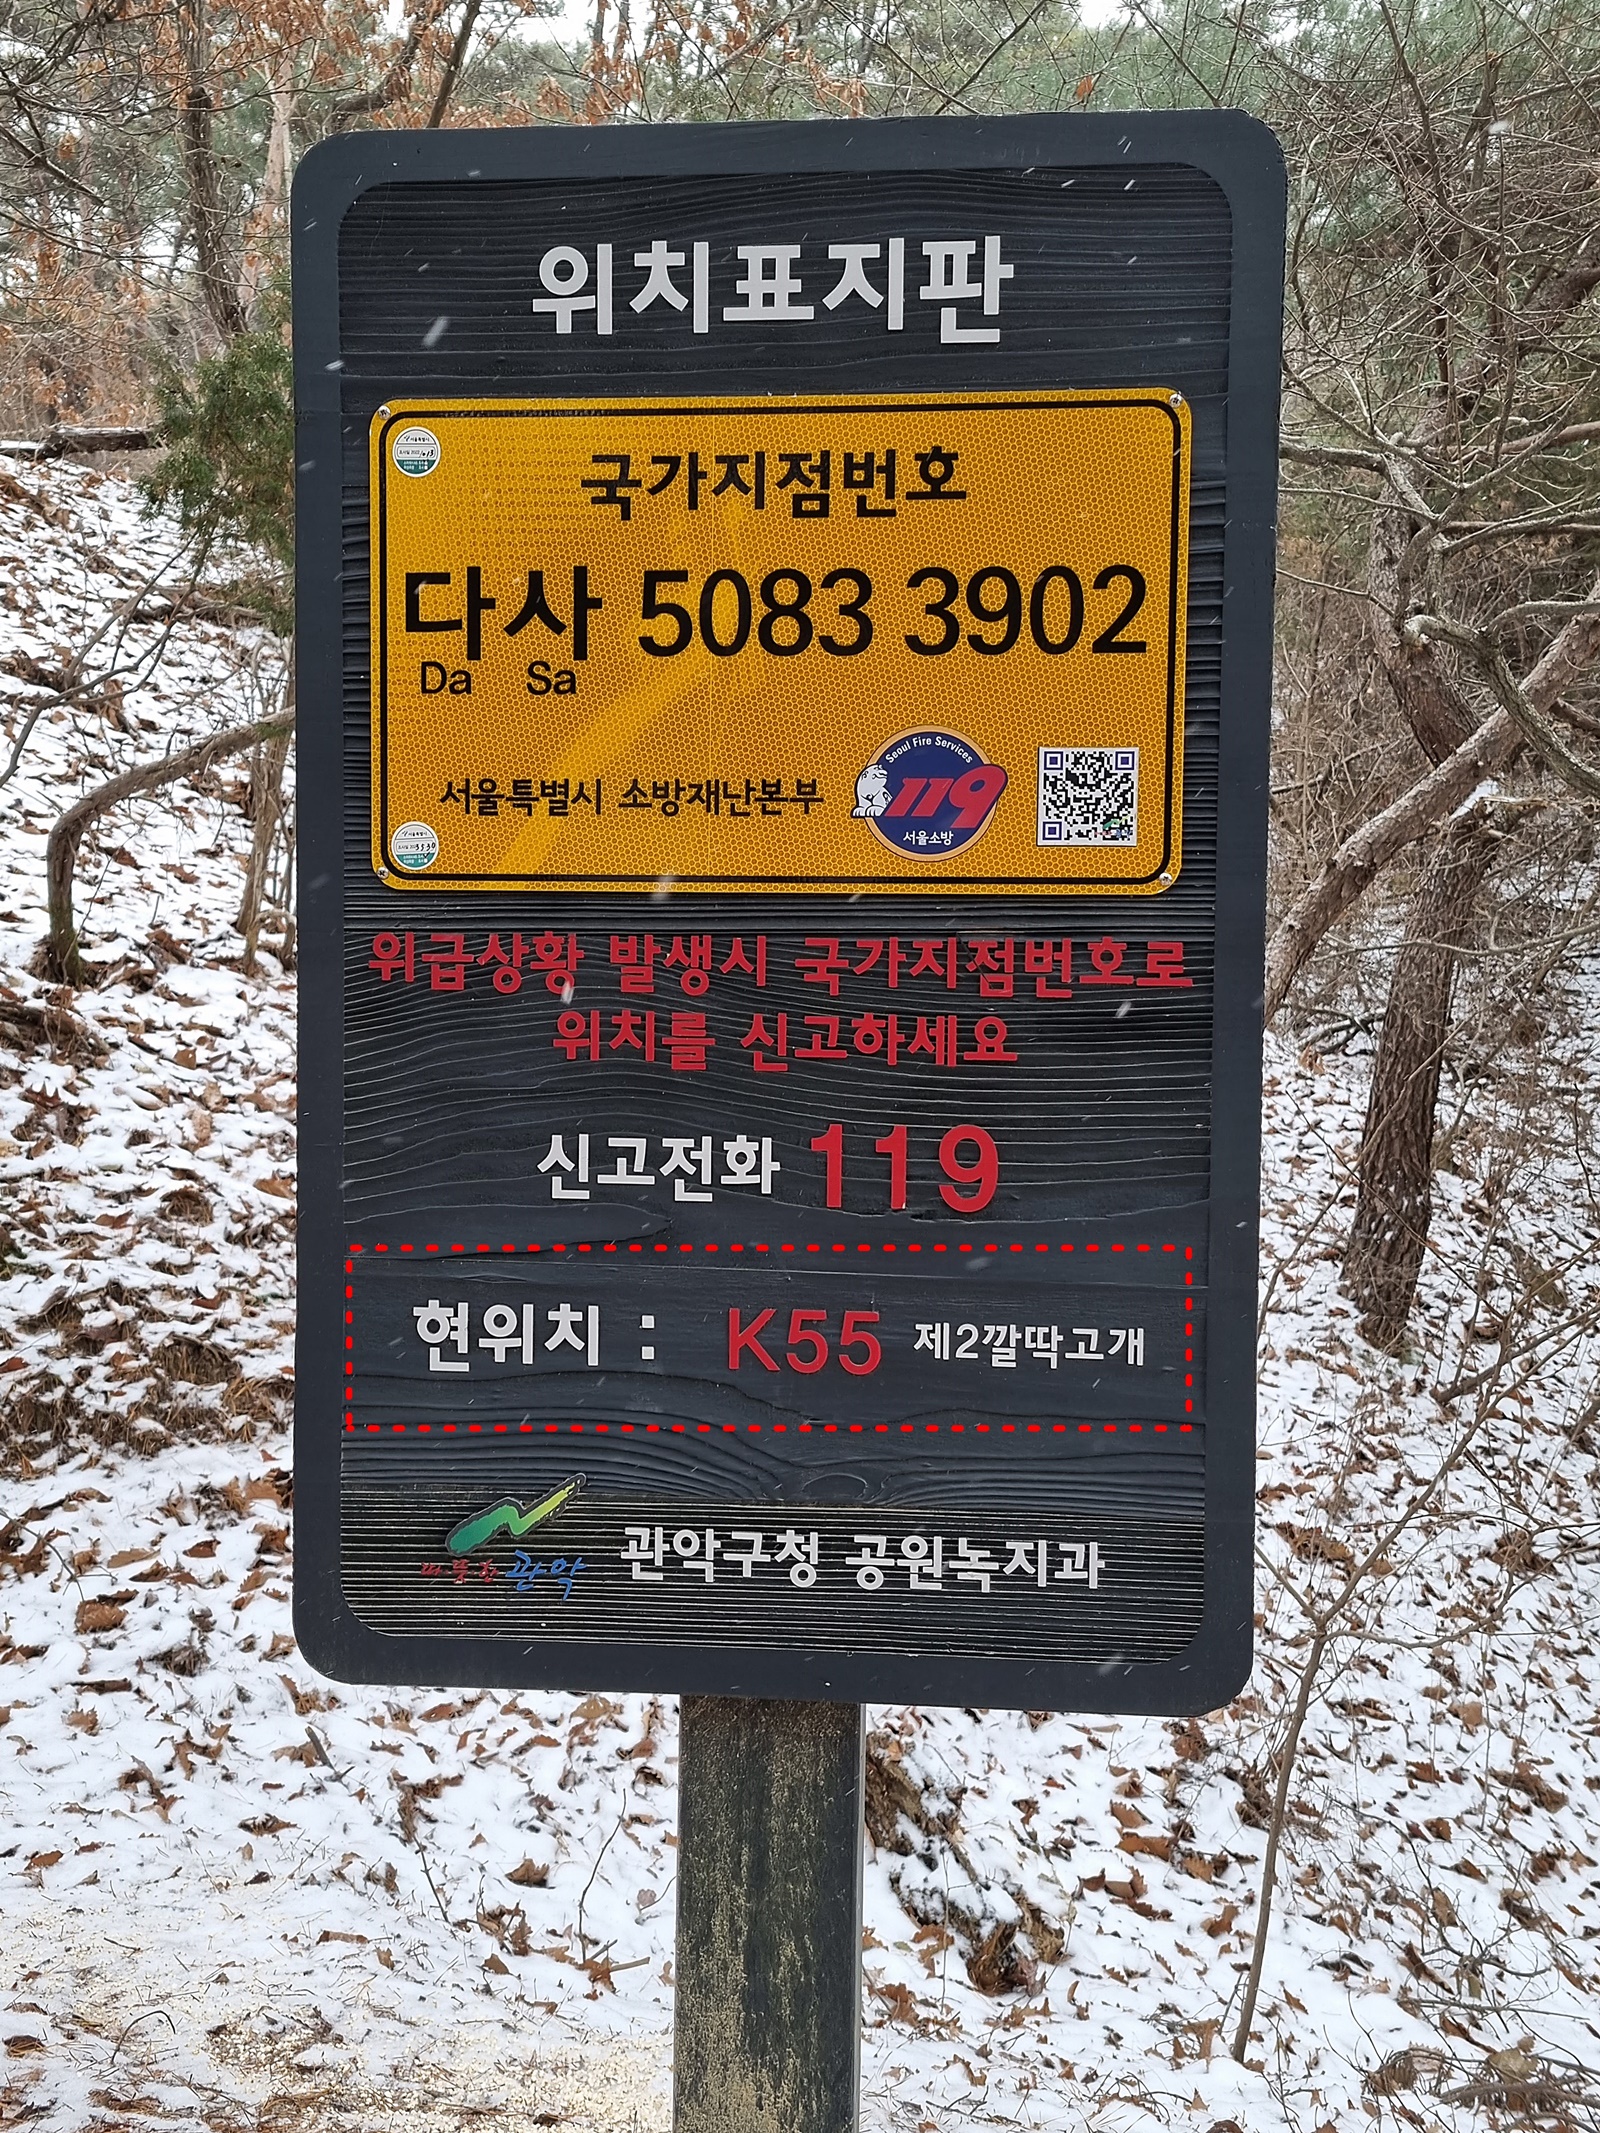 위치표지판
국가지점번호
다사 5083 3902
Da Sa
서울특별시 소방재난본부
Seoul Fire Services
119
서울소방
위급상황 발생시 국가지점번호로
위치를 신고하세요
신고전화 119
현위치 : K55 제2깔딱고개
관악
관악구청 공원녹지과